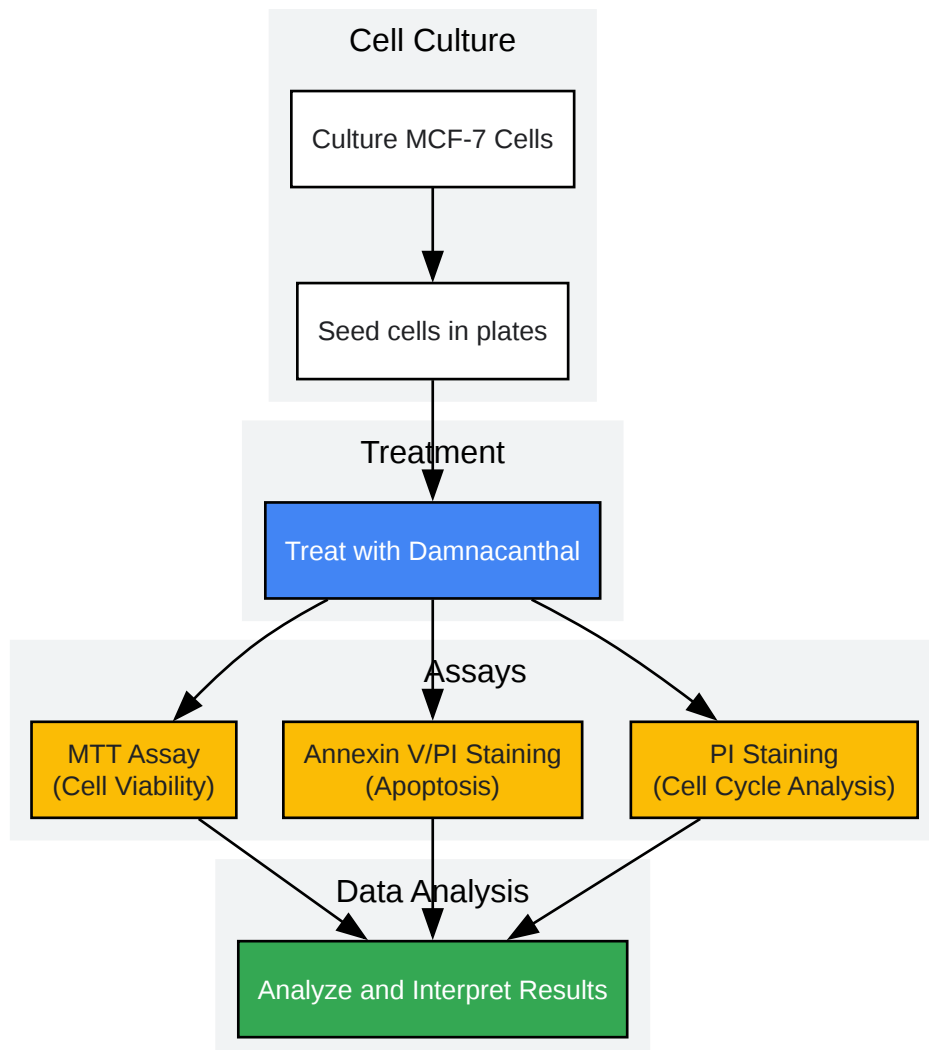 Cell Culture
Culture MCF-7 Cells
Seed cells in plates
Treatment
Treat with Damnacanthal
Assays
MTT Assay
(Cell Viability)
Annexin V/PI Staining
(Apoptosis)
PI Staining
(Cell Cycle Analysis)
Data Analysis
Analyze and Interpret Results